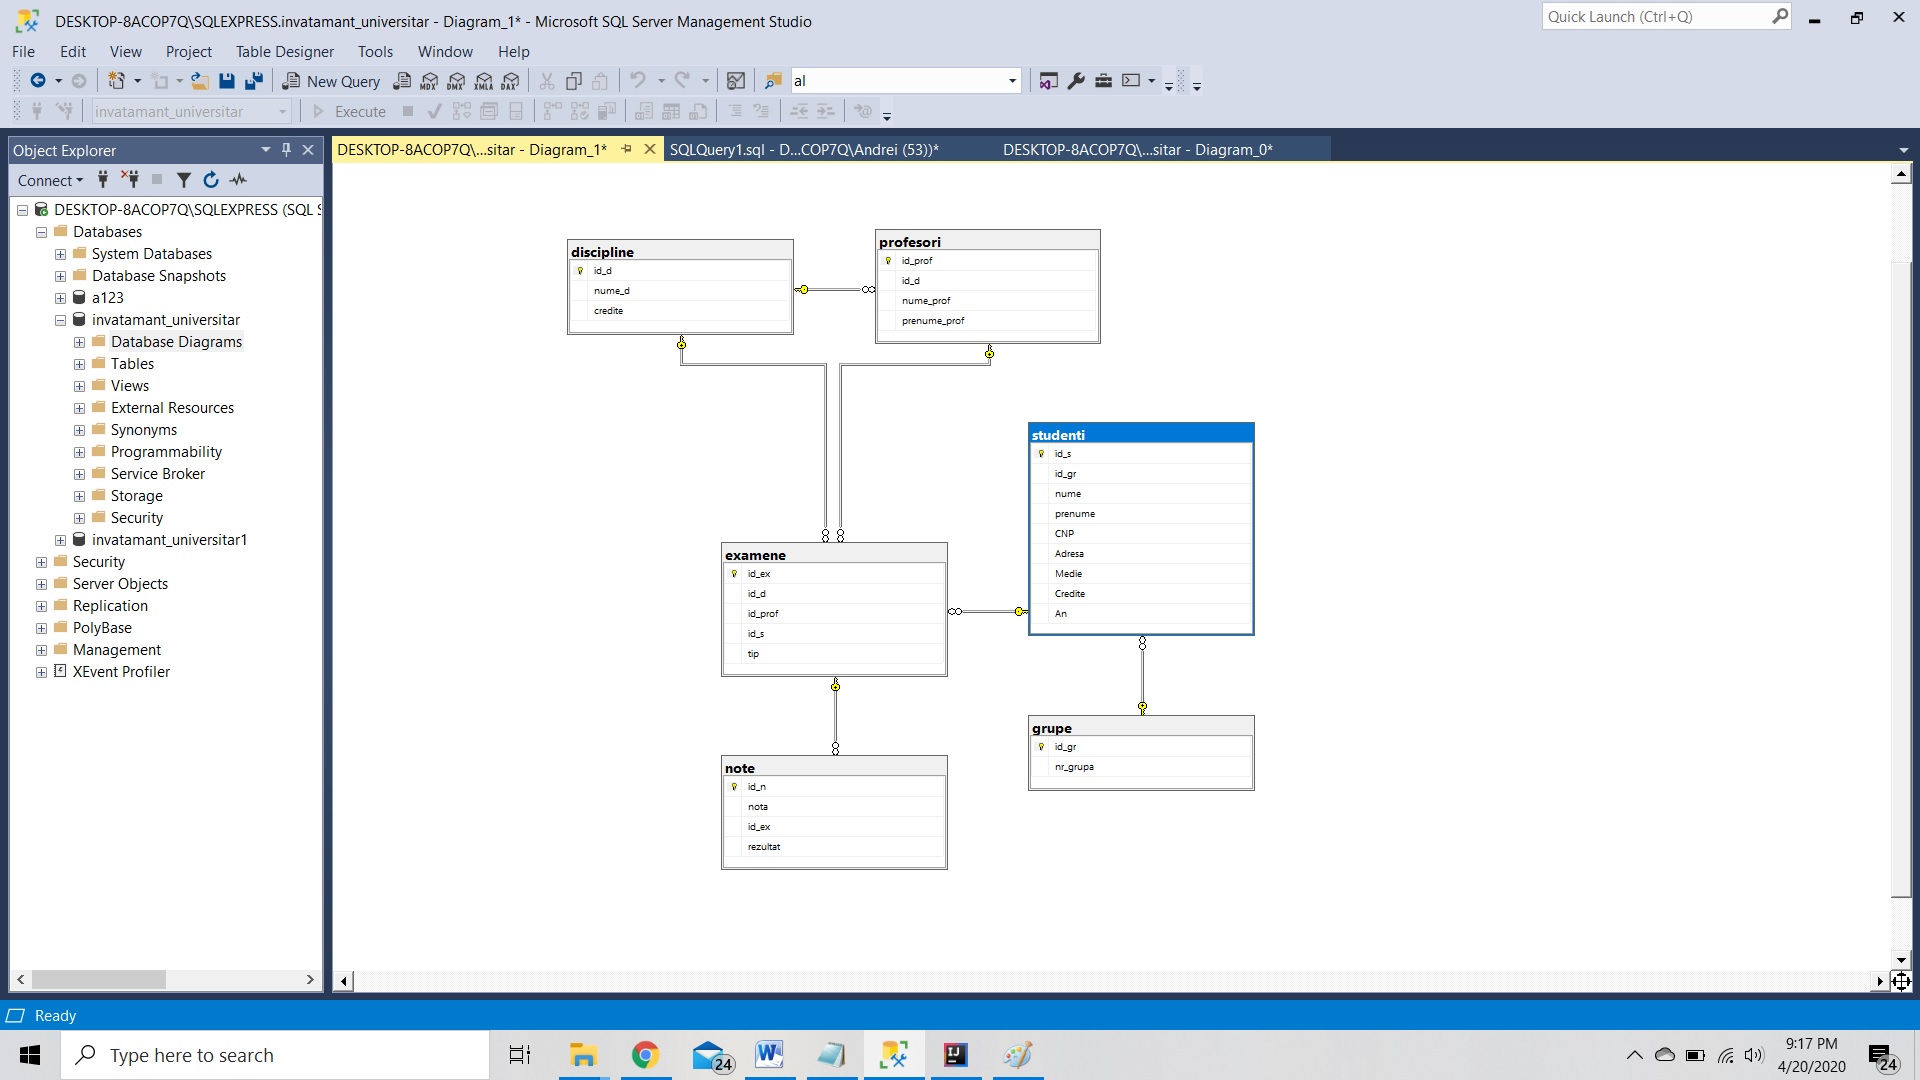 DESKTOP-8ACOP7Q\SQLEXPRESS.invatamant_universitar - Diagram_1* - Microsoft SQL Server Management Studio
Quick Launch (Ctrl+Q)
File Edit View Project Table Designer Tools Window Help
New Query MDX DMX XMLA DAX al
invatamant_universitar Execute
Object Explorer
DESKTOP-8ACOP7Q\...sitar - Diagram_1* SQLQuery1.sql - D...COP7Q\Andrei (53))* DESKTOP-8ACOP7Q\...sitar - Diagram_0*
Connect
DESKTOP-8ACOP7Q\SQLEXPRESS (SQL S
Databases
System Databases
Database Snapshots
a123
invatamant_universitar
Database Diagrams
Tables
Views
External Resources
Synonyms
Programmability
Service Broker
Storage
Security
invatamant_universitar1
Security
Server Objects
Replication
PolyBase
Management
XEvent Profiler
discipline
id_d
nume_d
credite
profesori
id_prof
id_d
nume_prof
prenume_prof
studenti
id_s
id_gr
nume
prenume
CNP
Adresa
Medie
Credite
An
examene
id_ex
id_d
id_prof
id_s
tip
grupe
id_gr
nr_grupa
note
id_n
nota
id_ex
rezultat
Ready
Type here to search
24
9:17 PM
4/20/2020
24